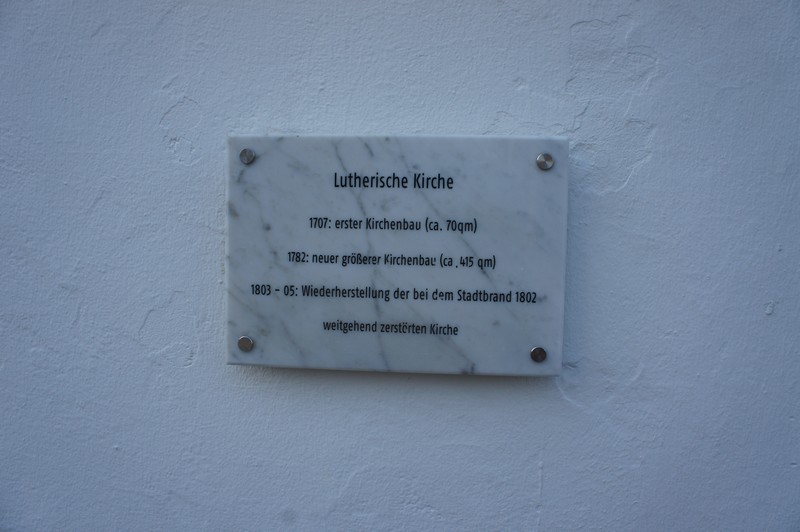 Lutherische Kirche
1707: erster Kirchenbau (ca. 70qm)
1782: neuer größerer Kirchenbau (ca. 415 qm)
1803 - 05: Wiederherstellung der bei dem Stadtbrand 1802
weitgehend zerstörten Kirche